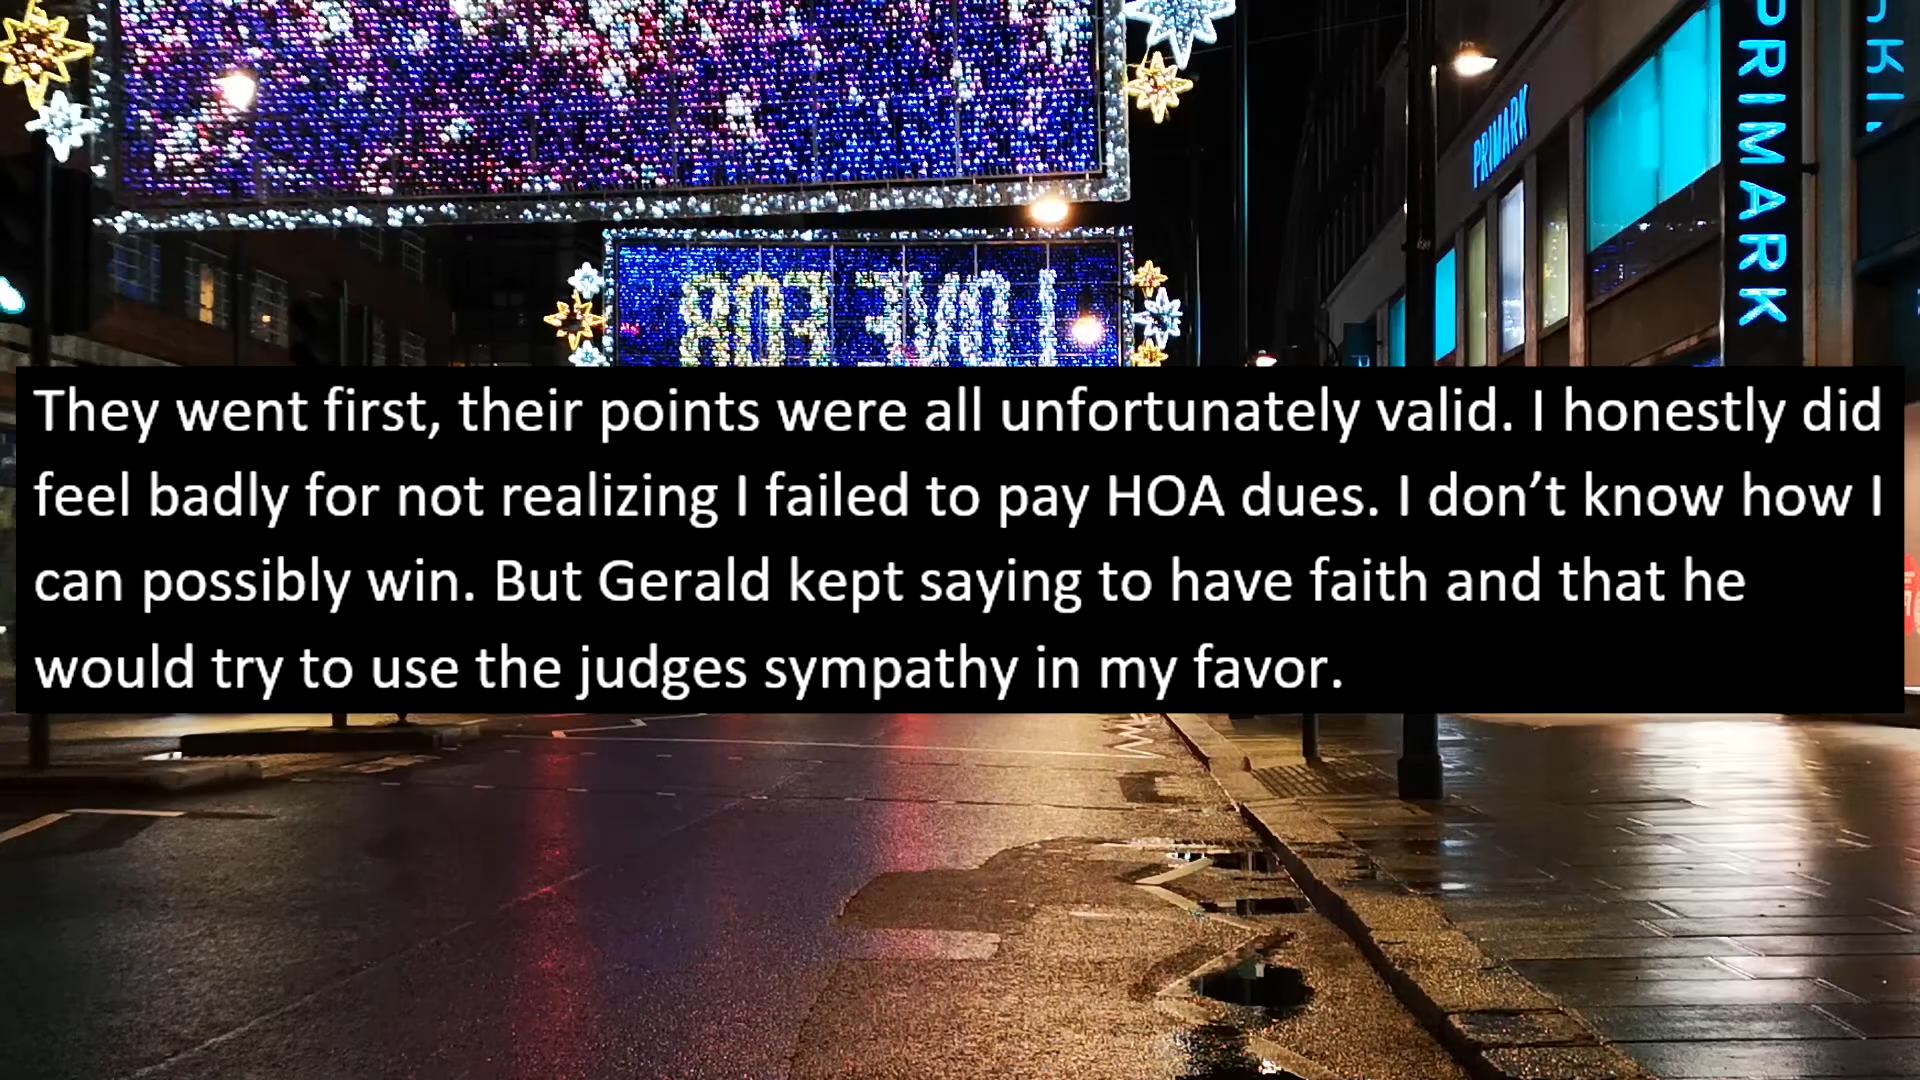 PRIMARK
PRIMARK
LOVE FOR
They went first, their points were all unfortunately valid. I honestly did
feel badly for not realizing I failed to pay HOA dues. I don’t know how I
can possibly win. But Gerald kept saying to have faith and that he
would try to use the judges sympathy in my favor.